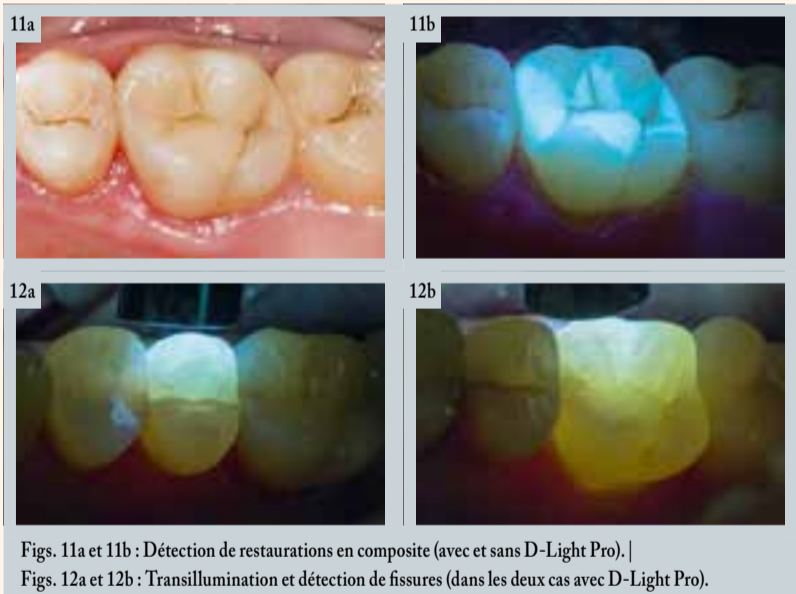 11a
11b
12a
12b
Figs. 11a et 11b : Détection de restaurations en composite (avec et sans D-Light Pro). |
Figs. 12a et 12b : Transillumination et détection de fissures (dans les deux cas avec D-Light Pro).